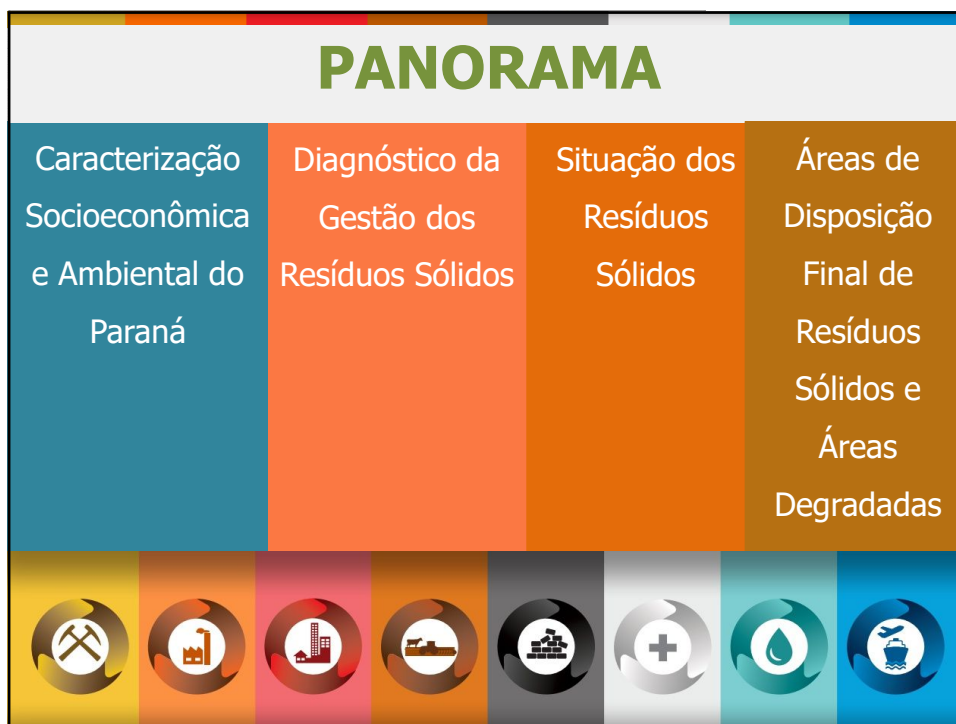 PANORAMA
Caracterização
Socioeconômica
e Ambiental do
Paraná
Diagnóstico da
Gestão dos
Resíduos Sólidos
Situação dos
Resíduos
Sólidos
Áreas de
Disposição
Final de
Resíduos
Sólidos e
Áreas
Degradadas